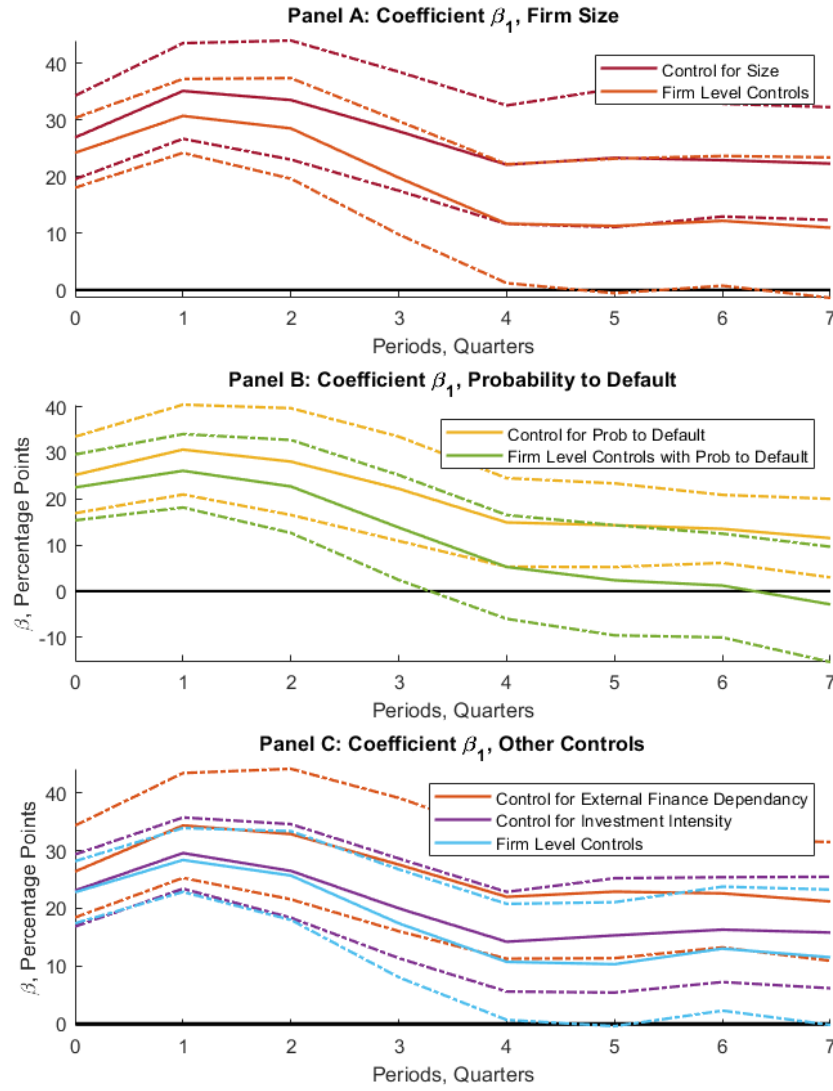 Panel A: Coefficient β1, Firm Size
40
30
20
10
0
Control for Size
Firm Level Controls
0 1 2 3 4 5 6 7
Periods, Quarters
Panel B: Coefficient β1, Probability to Default
β, Percentage Points
40
30
20
10
0
-10
Control for Prob to Default
Firm Level Controls with Prob to Default
0 1 2 3 4 5 6 7
Periods, Quarters
Panel C: Coefficient β1, Other Controls
β, Percentage Points
40
30
20
10
0
Control for External Finance Dependancy
Control for Investment Intensity
Firm Level Controls
0 1 2 3 4 5 6 7
Periods, Quarters